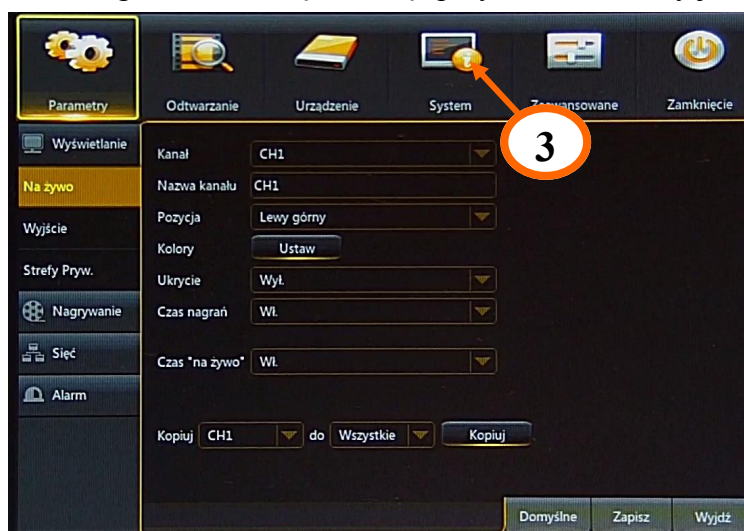 Parametry Odtwarzanie Urządzenie System Zaawansowane Zamknięcie
3
Wyświetlanie
Na żywo
Wyjście
Strefy Pryw.
Nagrywanie
Sięć
Alarm
Kanał CH1
Nazwa kanału CH1
Pozycja Lewy górny
Kolory Ustaw
Ukrycie Wył.
Czas nagrań Wł.
Czas "na żywo" Wł.
Kopiuj CH1 do Wszystkie Kopiuj
Domyślne Zapisz Wyjdź